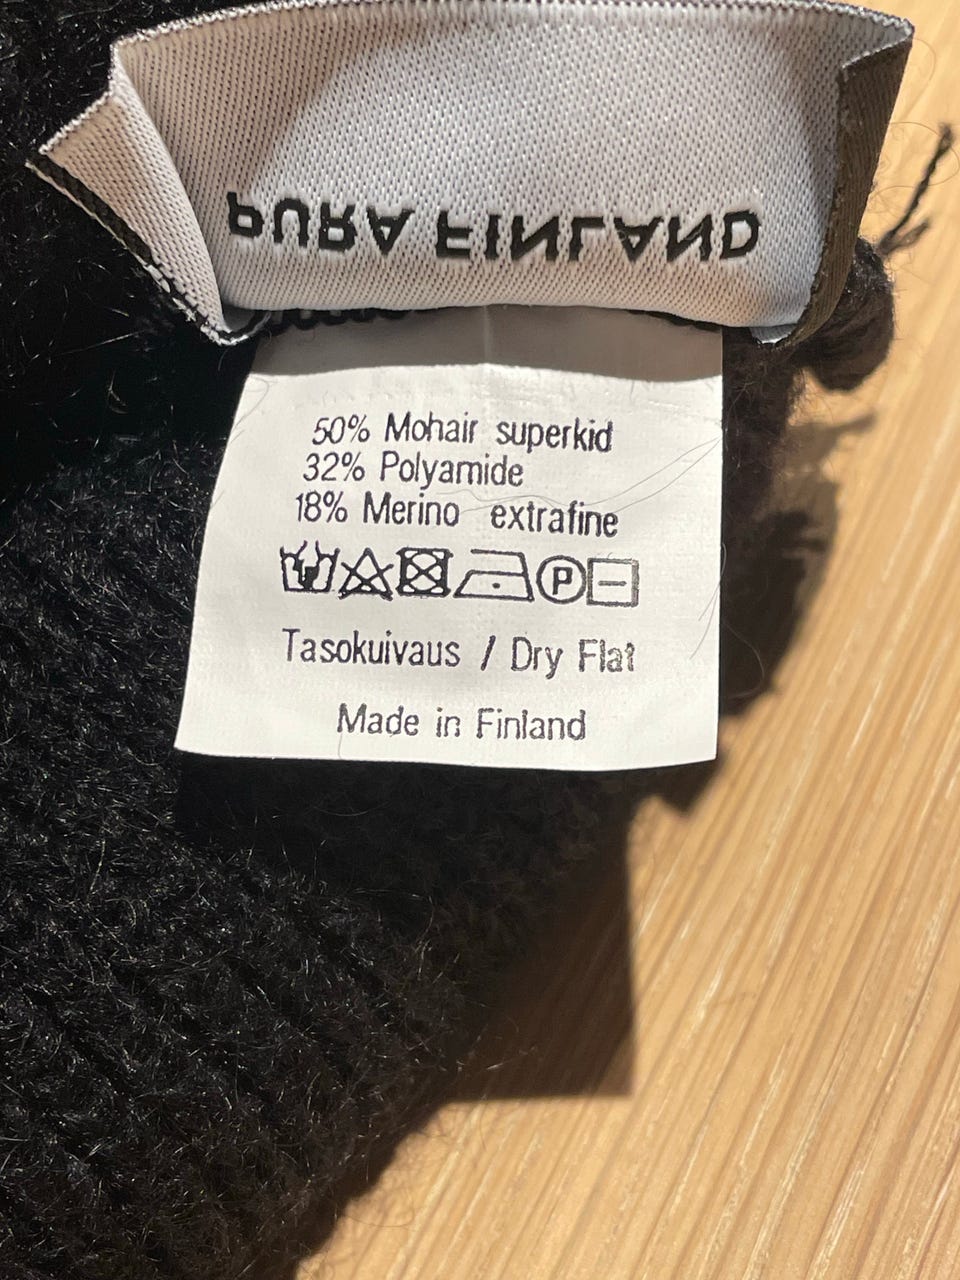 PURA FINLAND
50% Mohair superkid
32% Polyamide
18% Merino extrafine
P
Tasokuivaus / Dry Flat
Made in Finland